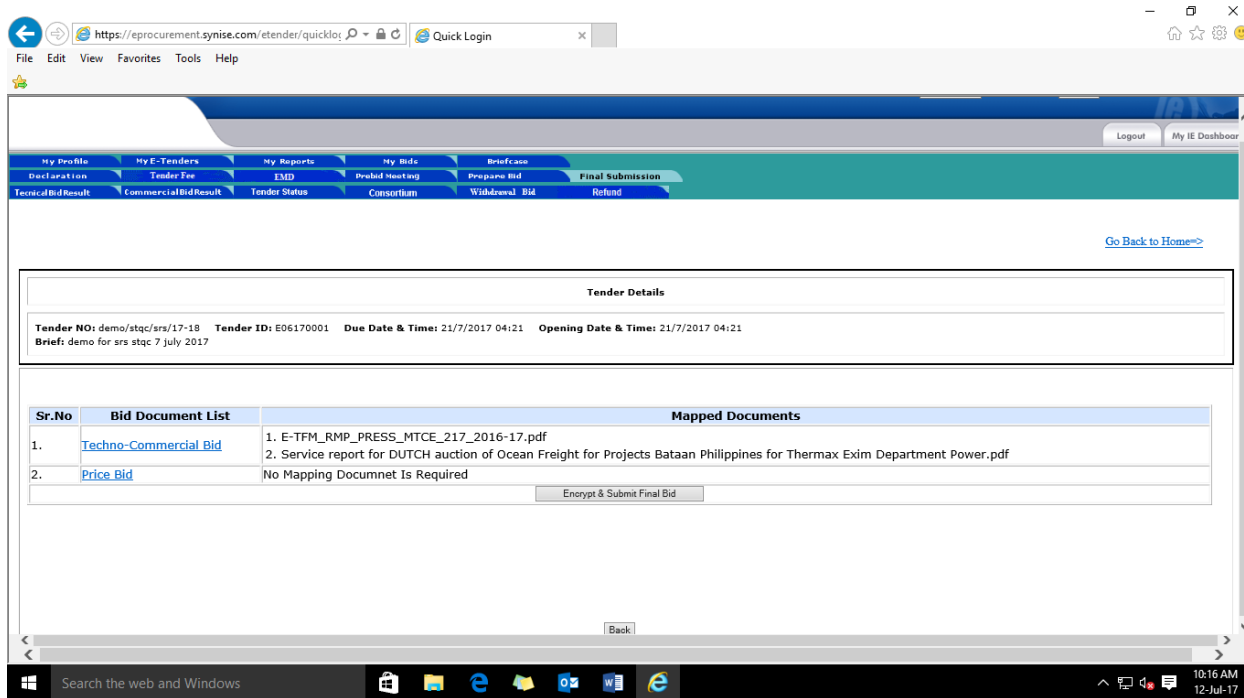 https://eprocurement.synise.com/etender/quicklo
Quick Login
File Edit View Favorites Tools Help
Logout My IE Dashboar
My Profile My E-Tenders My Reports My Bids Briefcase
Declaration Tender Fee EMD Prebid Meeting Prepare Bid Final Submission
Tecnical Bid Result Commercial Bid Result Tender Status Consortium Withdrawal Bid Refund
Go Back to Home=>
Tender Details
Tender NO: demo/stqc/srs/17-18 Tender ID: E06170001 Due Date & Time: 21/7/2017 04:21 Opening Date & Time: 21/7/2017 04:21
Brief: demo for srs stqc 7 july 2017
Sr.No Bid Document List Mapped Documents
1. Techno-Commercial Bid 1. E-TFM_RMP_PRESS_MTCE_217_2016-17.pdf
2. Service report for DUTCH auction of Ocean Freight for Projects Bataan Philippines for Thermax Exim Department Power.pdf
2. Price Bid No Mapping Documnet Is Required
Encrypt & Submit Final Bid
Back
Search the web and Windows
10:16 AM
12-Jul-17